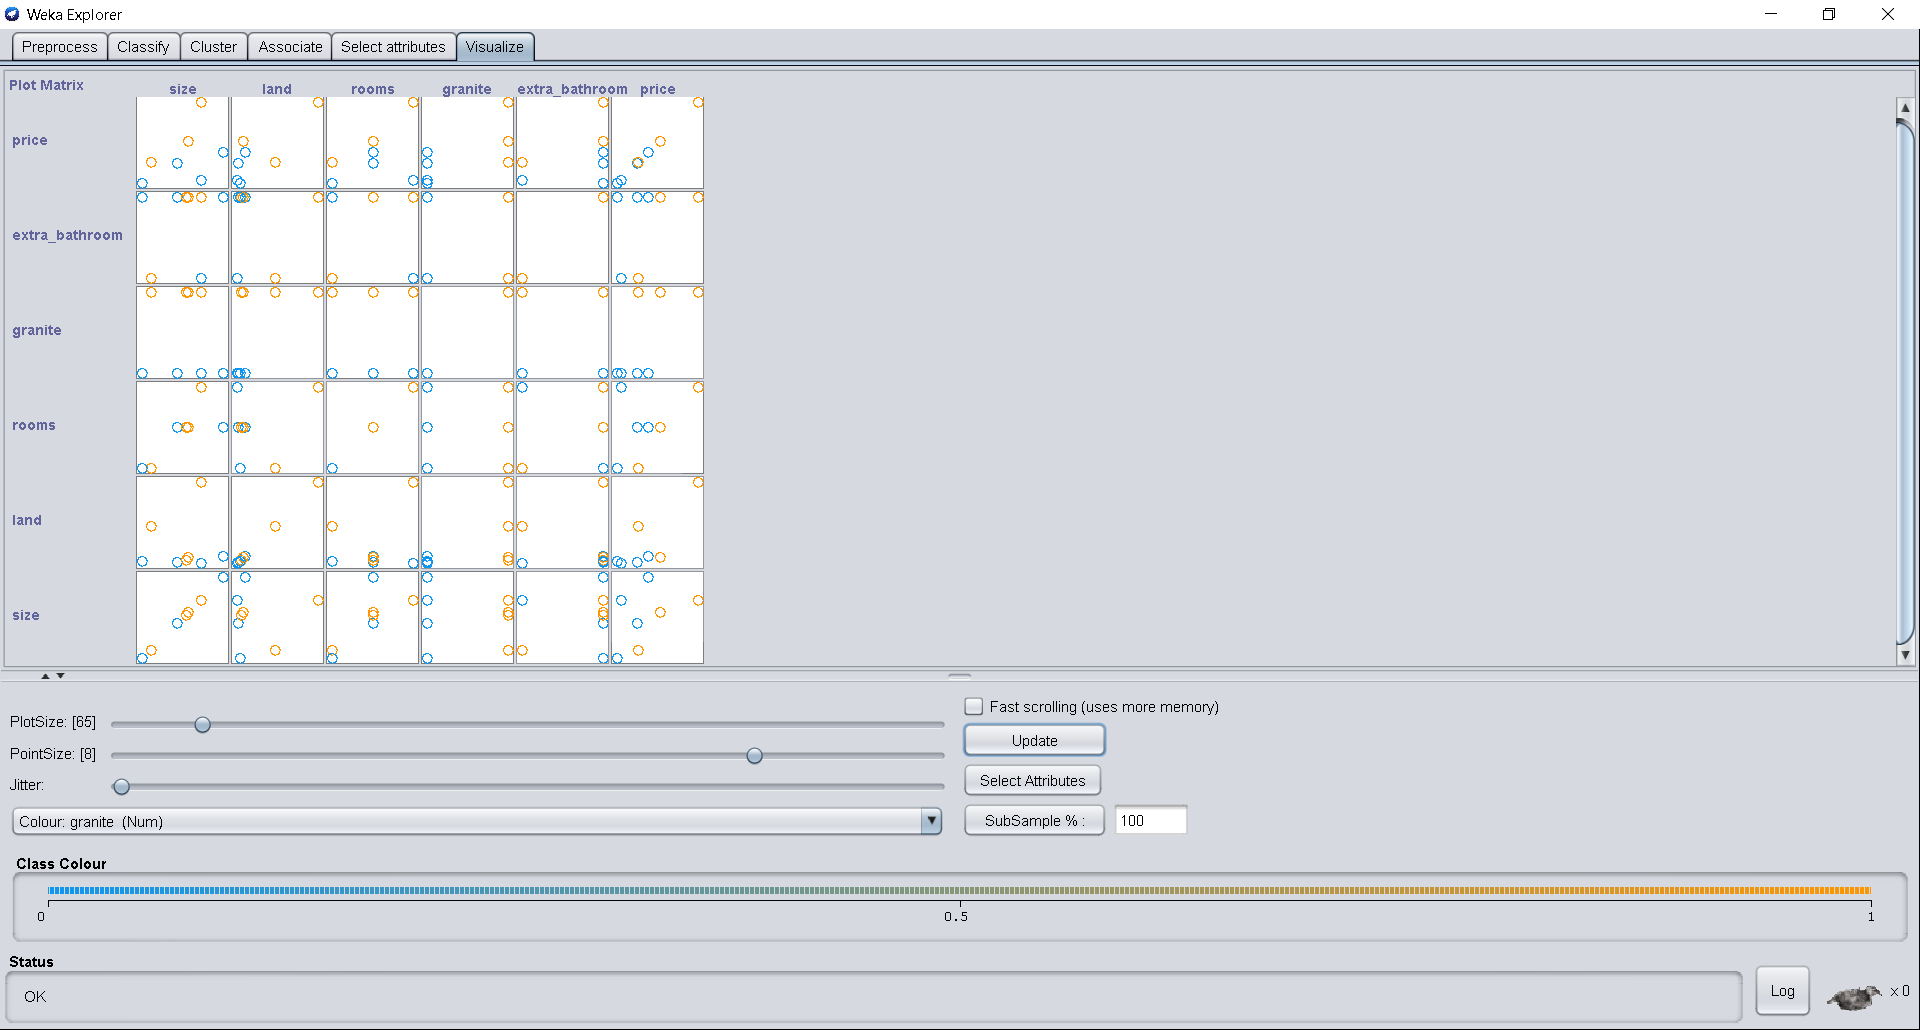 Weka Explorer
Preprocess Classify Cluster Associate Select attributes Visualize
Plot Matrix
size land rooms granite extra_bathroom price
price
extra_bathroom
granite
rooms
land
size
PlotSize: [65]
PointSize: [8]
Jitter:
Colour: granite (Num)
Fast scrolling (uses more memory)
Update
Select Attributes
SubSample % : 100
Class Colour
0 0.5 1
Status
OK
Log
x 0